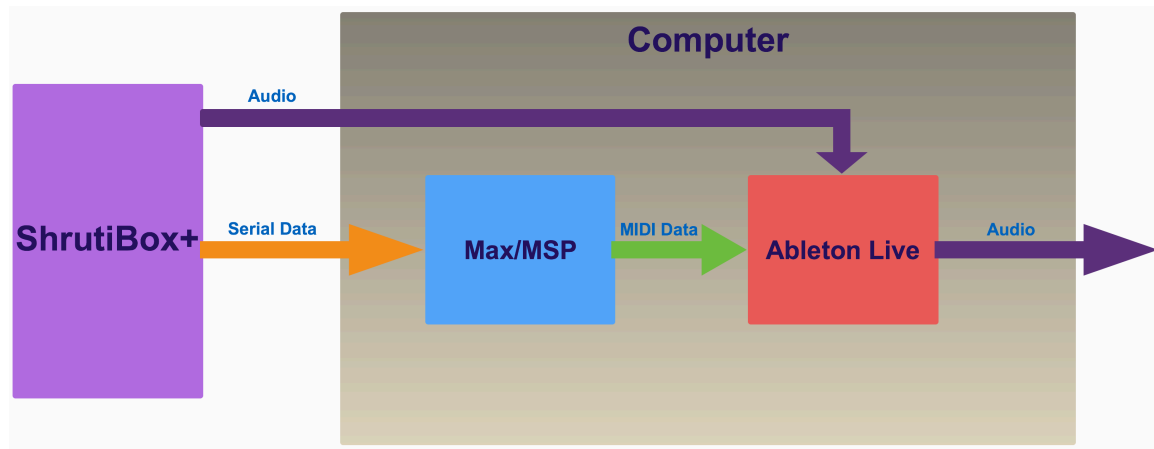 Computer
Audio
ShrutiBox+
Serial Data
Max/MSP
MIDI Data
Ableton Live
Audio